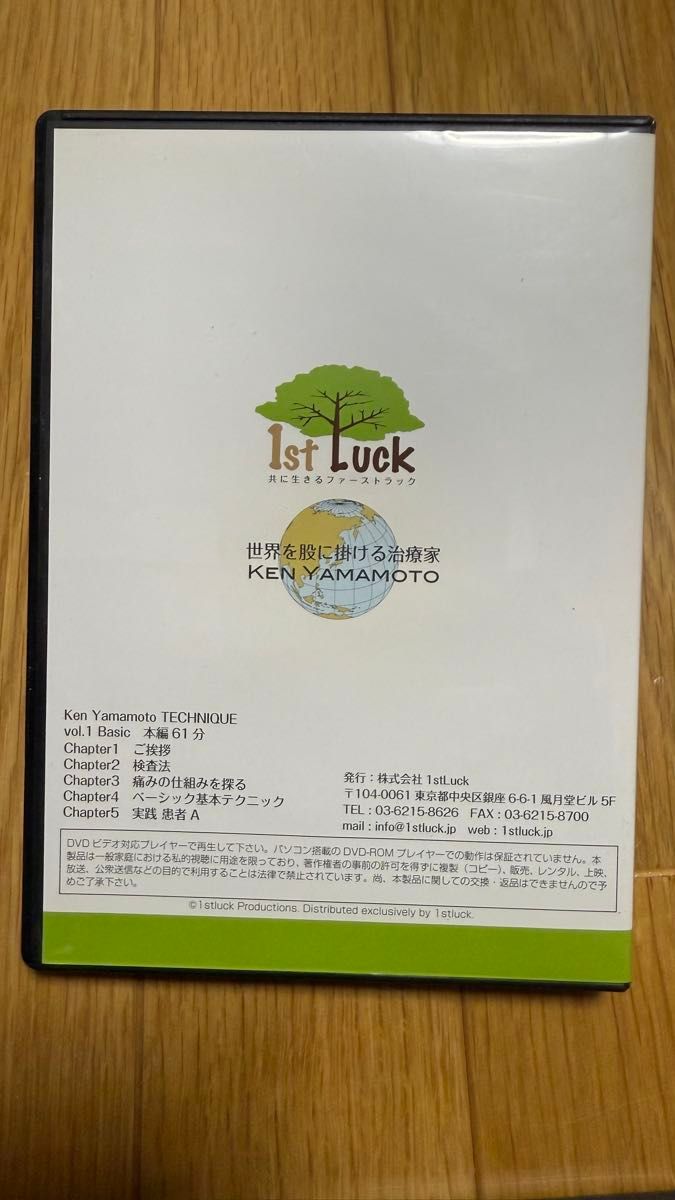 1st Luck
共に生きるファーストラック
世界を股に掛ける治療家
KEN YAMAMOTO
Ken Yamamoto TECHNIQUE
vol.1 Basic 本編 61 分
Chapter1 ご挨拶
Chapter2 検査法
Chapter3 痛みの仕組みを探る
Chapter4 ベーシック基本テクニック
Chapter5 実践 患者 A
発行：株式会社 1stLuck
〒104-0061 東京都中央区銀座 6-6-1 風月堂ビル 5F
TEL : 03-6215-8626 FAX : 03-6215-8700
mail : info@1stluck.jp web : 1stluck.jp
DVD ビデオ対応プレイヤーで再生して下さい。パソコン搭載の DVD-ROM プレイヤーでの動作は保証されていません。本
製品は一般家庭における私的視聴に用途を限っており、著作権者の事前の許可を得ずに複製（コピー）、販売、レンタル、上映、
放送、公衆送信などの目的で利用することは法律で禁止されています。尚、本製品に関しての交換・返品はできませんので予
めご了承下さい。
©1stluck Productions. Distributed exclusively by 1stluck.